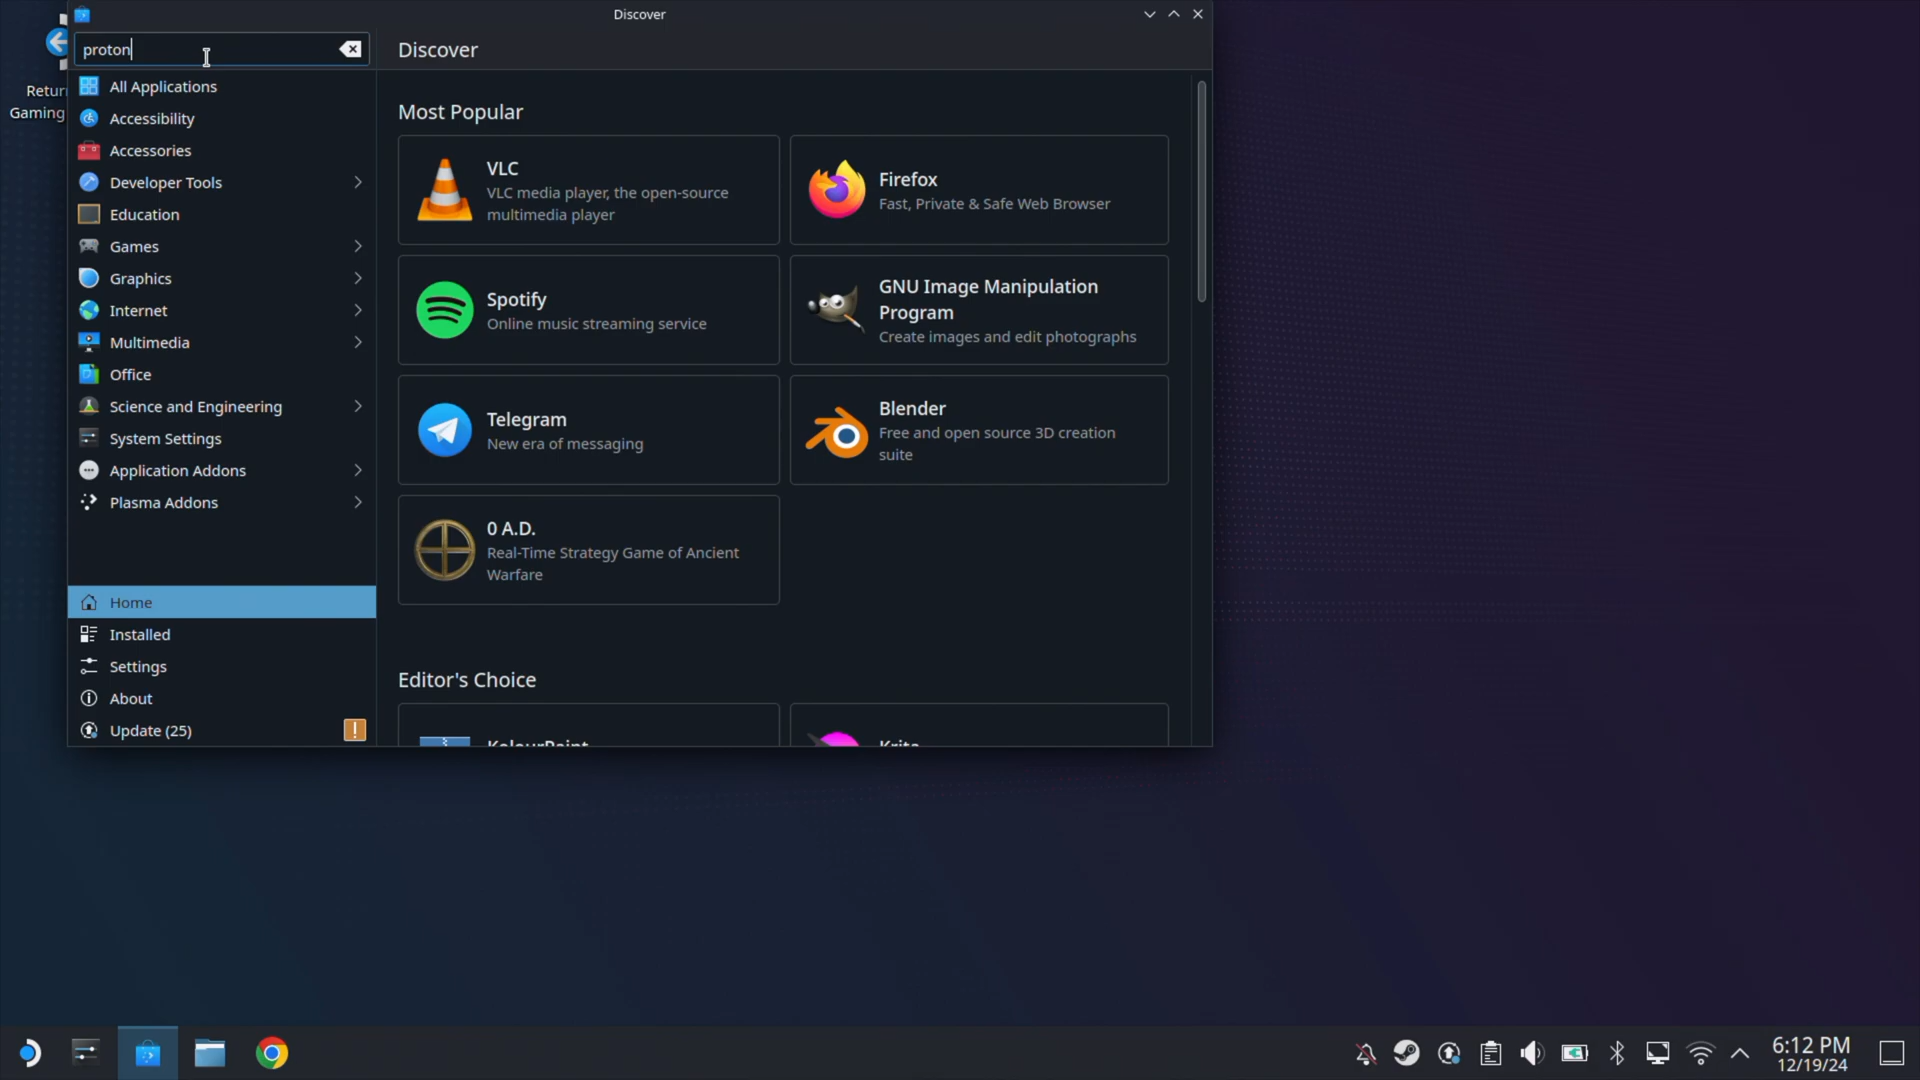 Discover
proton
Discover
Retur
Gaming
All Applications
Accessibility
Accessories
Developer Tools
Education
Games
Graphics
Internet
Multimedia
Office
Science and Engineering
System Settings
Application Addons
Plasma Addons
Home
Installed
Settings
About
Update (25)
Most Popular
VLC
VLC media player, the open-source
multimedia player
Firefox
Fast, Private & Safe Web Browser
Spotify
Online music streaming service
GNU Image Manipulation
Program
Create images and edit photographs
Telegram
New era of messaging
Blender
Free and open source 3D creation
suite
0 A.D.
Real-Time Strategy Game of Ancient
Warfare
Editor's Choice
KolourPaint
Krita
6:12 PM
12/19/24